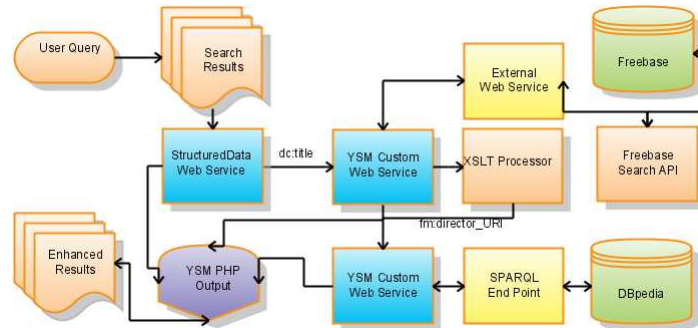 User Query
Search
Results
External
Web Service
Freebase
StructuredData
Web Service
dc:title
YSM Custom
Web Service
XSLT Processor
Freebase
Search API
fm:director_URI
Enhanced
Results
YSM PHP
Output
YSM Custom
Web Service
SPARQL
End Point
DBpedia